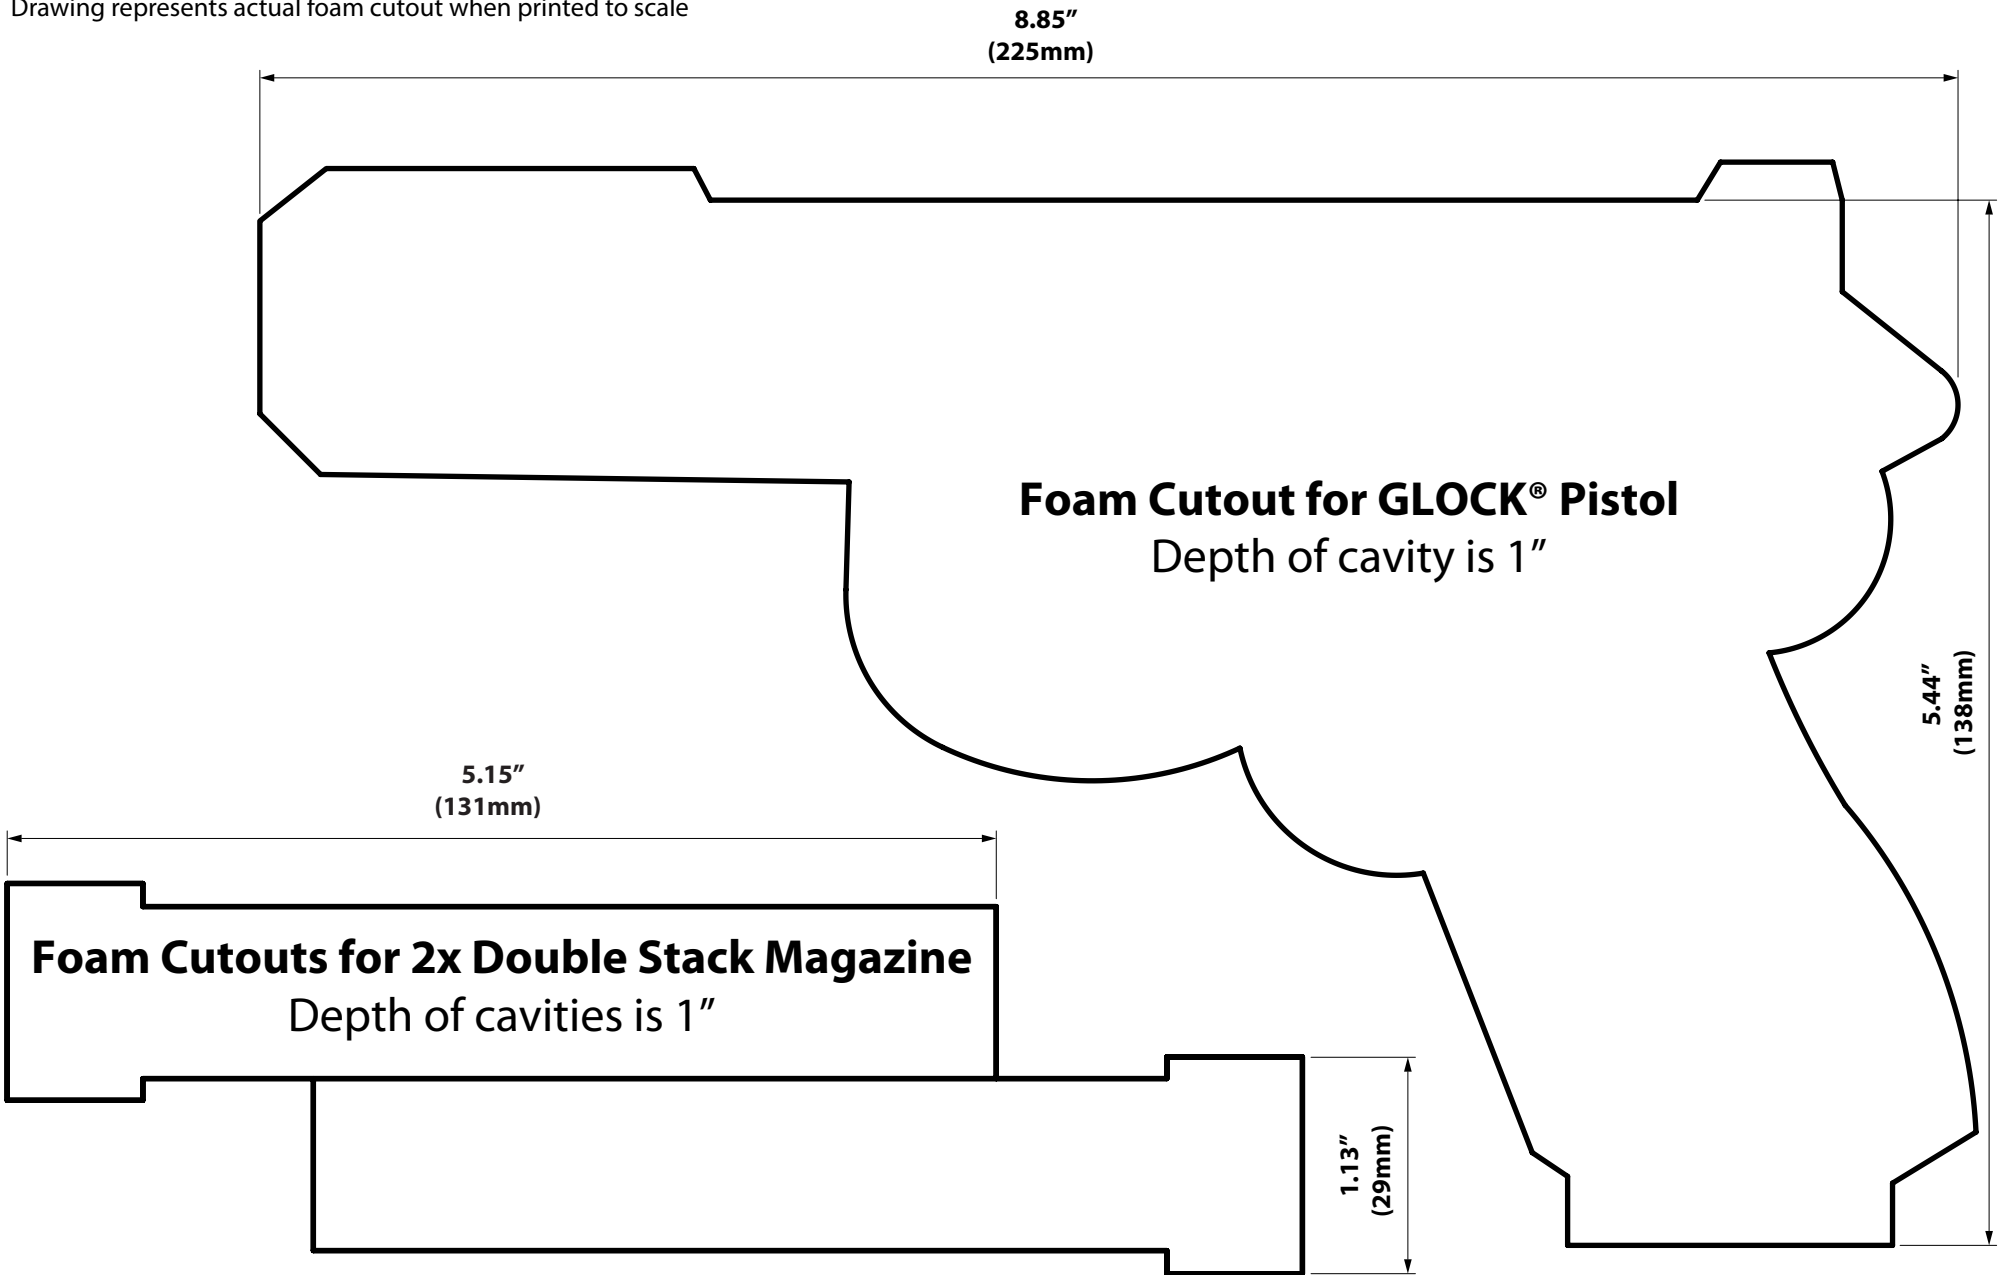 Drawing represents actual foam cutout when printed to scale
8.85”
(225mm)
Foam Cutout for GLOCK® Pistol
Depth of cavity is 1”
5.44”
(138mm)
5.15”
(131mm)
Foam Cutouts for 2x Double Stack Magazine
Depth of cavities is 1”
1.13”
(29mm)